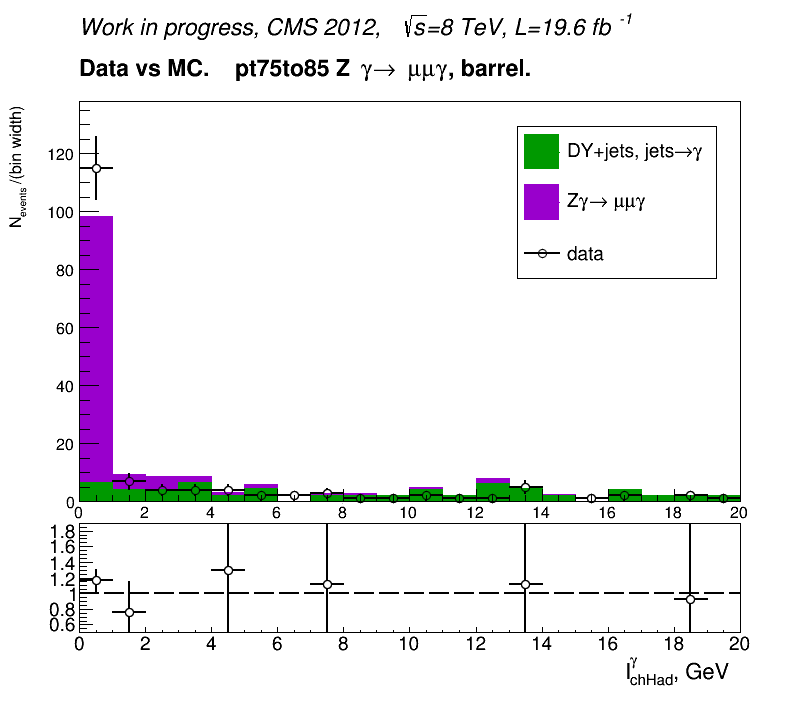 Work in progress, CMS 2012, √s=8 TeV, L=19.6 fb⁻¹
Data vs MC. pt75to85 Z γ→ μμγ, barrel.
N_events /(bin width)
DY+jets, jets→γ
Zγ→ μμγ
data
120
100
80
60
40
20
0
0 2 4 6 8 10 12 14 16 18 20
1.8
1.6
1.4
1.2
1
0.8
0.6
0 2 4 6 8 10 12 14 16 18 20
I^γ_chHad, GeV